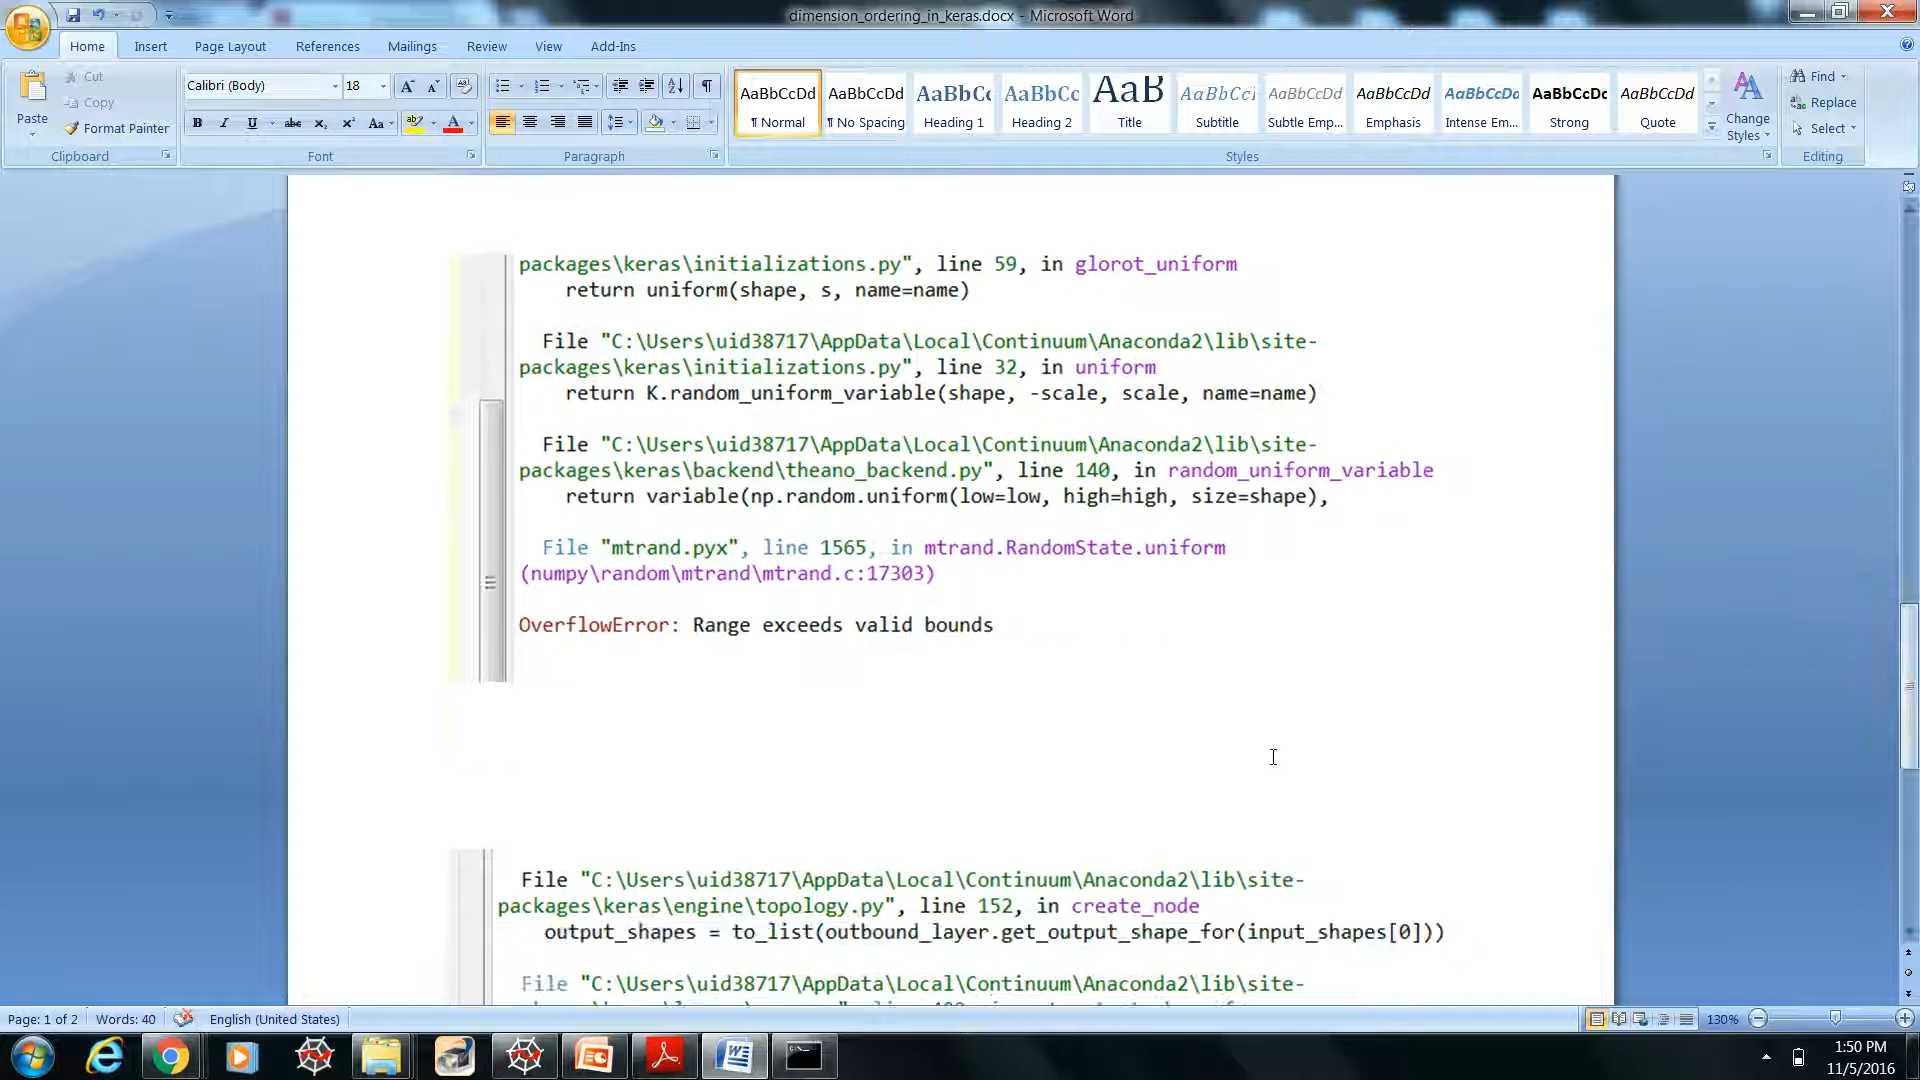 dimension_ordering_in_keras.docx - Microsoft Word
Home Insert Page Layout References Mailings Review View Add-Ins
Paste
Cut
Copy
Format Painter
Clipboard
Calibri (Body) 18
Font
Paragraph
AaBbCcDd AaBbCcDd AaBbCc AaBbCc AaB AaBbCcl AaBbCcDd AaBbCcDd AaBbCcDd AaBbCcDc AaBbCcDd
¶ Normal ¶ No Spacing Heading 1 Heading 2 Title Subtitle Subtle Emp... Emphasis Intense Em... Strong Quote
Change Styles
Styles
Find
Replace
Select
Editing
packages\keras\initializations.py", line 59, in glorot_uniform
return uniform(shape, s, name=name)
File "C:\Users\uid38717\AppData\Local\Continuum\Anaconda2\lib\site-
packages\keras\initializations.py", line 32, in uniform
return K.random_uniform_variable(shape, -scale, scale, name=name)
File "C:\Users\uid38717\AppData\Local\Continuum\Anaconda2\lib\site-
packages\keras\backend\theano_backend.py", line 140, in random_uniform_variable
return variable(np.random.uniform(low=low, high=high, size=shape),
File "mtrand.pyx", line 1565, in mtrand.RandomState.uniform
(numpy\random\mtrand\mtrand.c:17303)
OverflowError: Range exceeds valid bounds
File "C:\Users\uid38717\AppData\Local\Continuum\Anaconda2\lib\site-
packages\keras\engine\topology.py", line 152, in create_node
output_shapes = to_list(outbound_layer.get_output_shape_for(input_shapes[0]))
File "C:\Users\uid38717\AppData\Local\Continuum\Anaconda2\lib\site-
Page: 1 of 2 Words: 40 English (United States) 130%
1:50 PM
11/5/2016